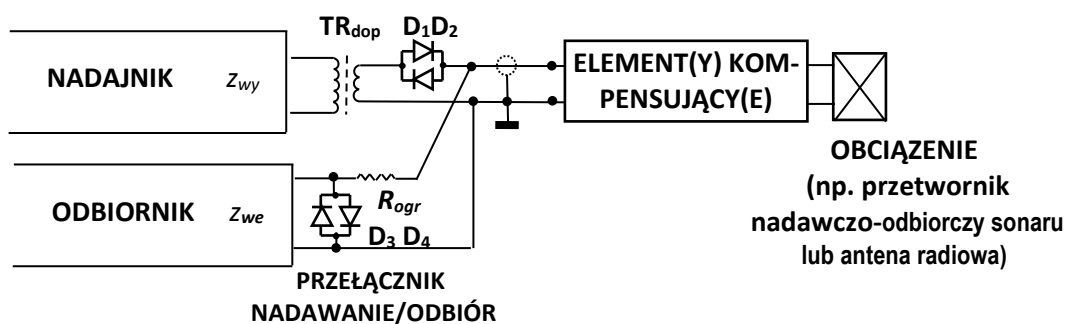 TRdop D1D2
NADAJNIK zwy
ELEMENT(Y) KOM-
PENSUJĄCY(E)
OBCIĄZENIE
(np. przetwornik
nadawczo-odbiorczy sonaru
lub antena radiowa)
ODBIORNIK zwe
Rogr
D3 D4
PRZEŁĄCZNIK
NADAWANIE/ODBIÓR